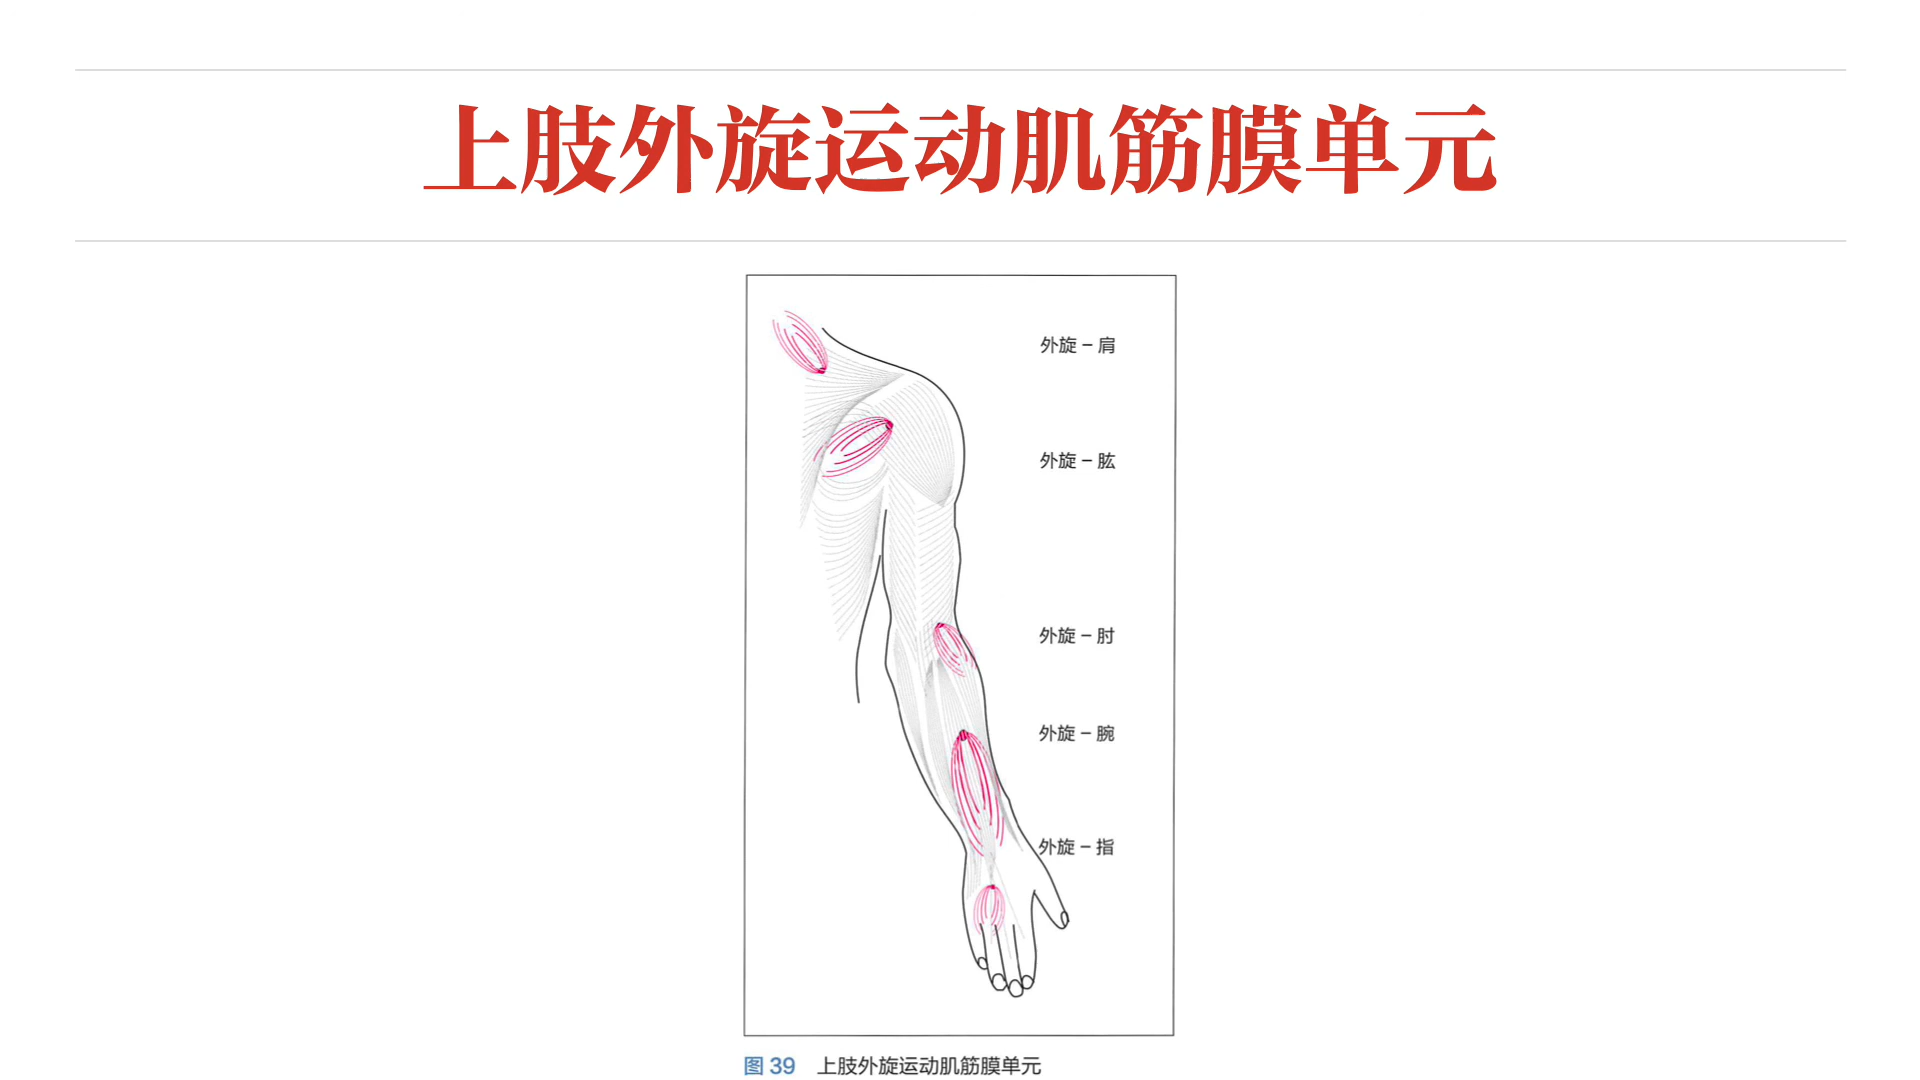 上肢外旋运动肌筋膜单元
外旋 – 肩
外旋 – 肱
外旋 – 肘
外旋 – 腕
外旋 – 指
图 39 上肢外旋运动肌筋膜单元